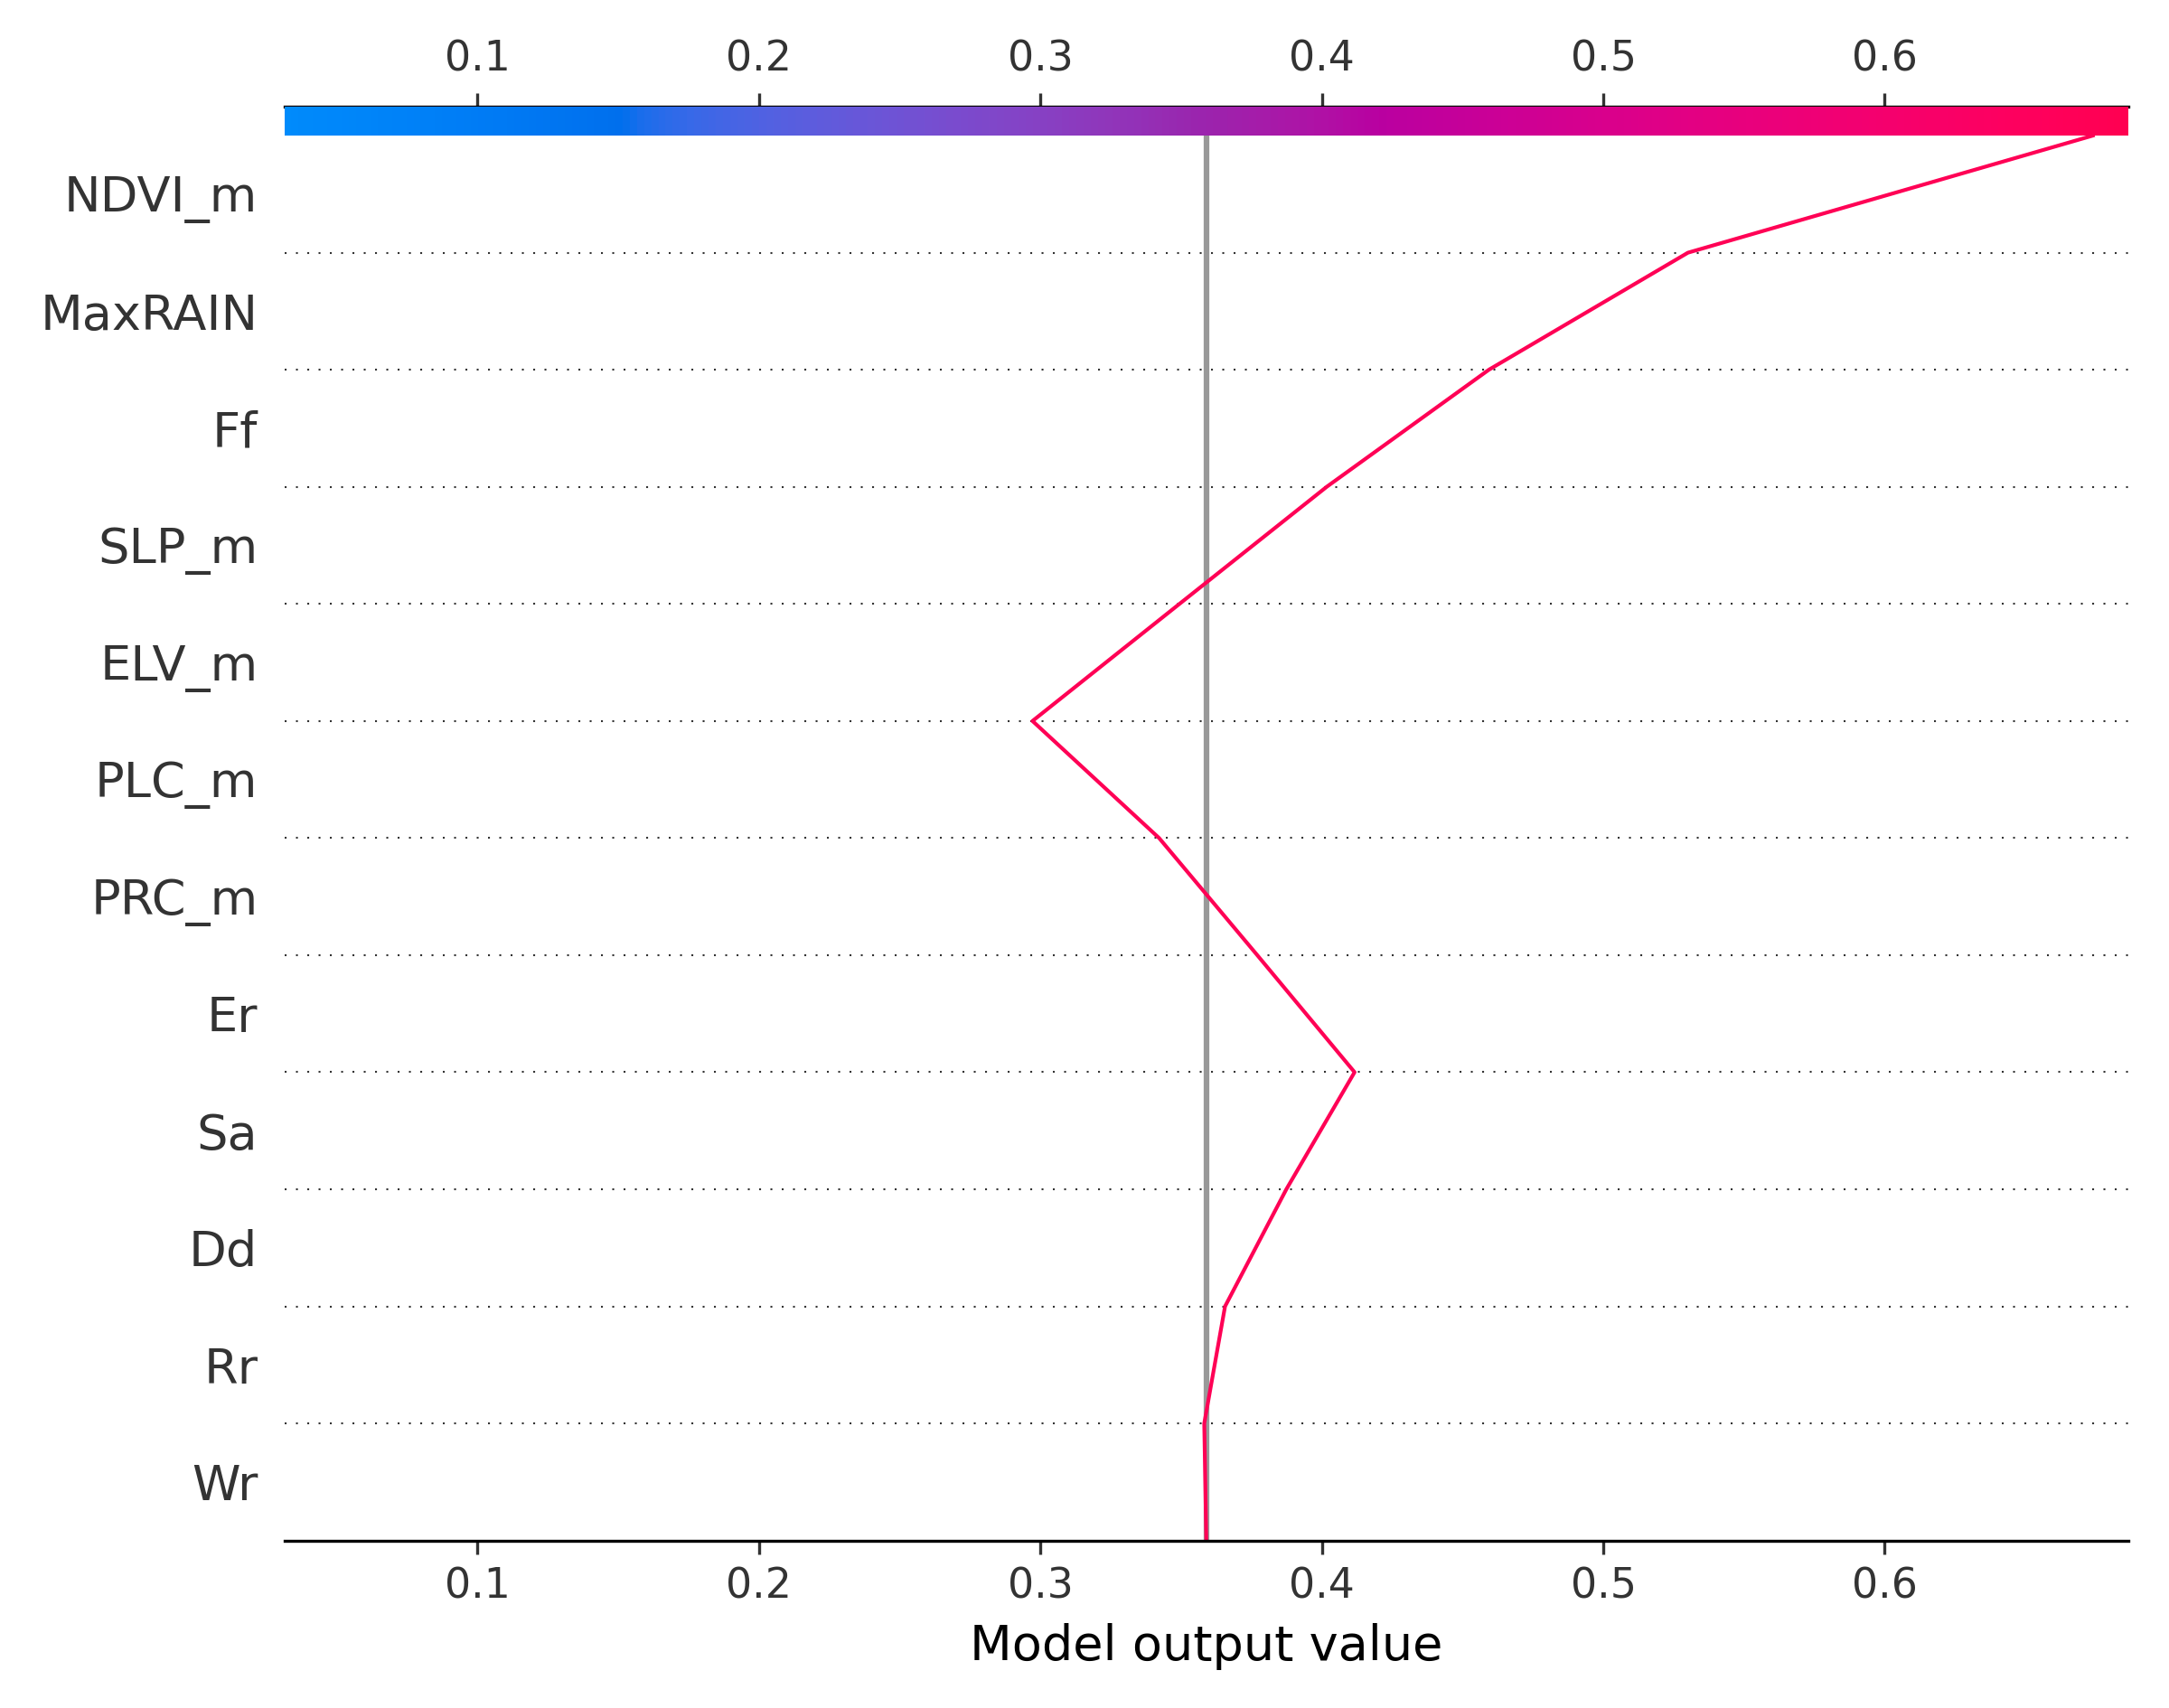 0.1 0.2 0.3 0.4 0.5 0.6
NDVI_m
MaxRAIN
Ff
SLP_m
ELV_m
PLC_m
PRC_m
Er
Sa
Dd
Rr
Wr
0.1 0.2 0.3 0.4 0.5 0.6
Model output value